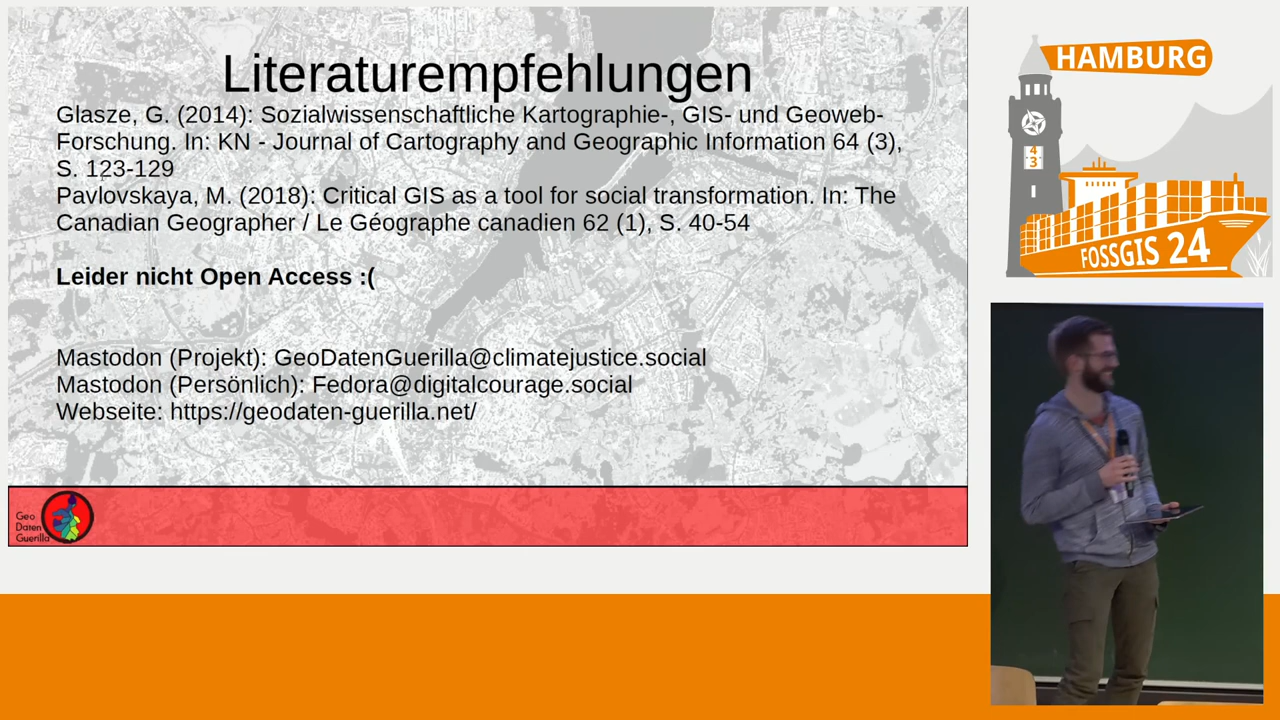 Literaturempfehlungen
Glasze, G. (2014): Sozialwissenschaftliche Kartographie-, GIS- und Geoweb-
Forschung. In: KN - Journal of Cartography and Geographic Information 64 (3),
S. 123-129
Pavlovskaya, M. (2018): Critical GIS as a tool for social transformation. In: The
Canadian Geographer / Le Géographe canadien 62 (1), S. 40-54
Leider nicht Open Access :(
Mastodon (Projekt): GeoDatenGuerilla@climatejustice.social
Mastodon (Persönlich): Fedora@digitalcourage.social
Webseite: https://geodaten-guerilla.net/
Geo
Daten
Guerilla
HAMBURG
4
3
FOSSGIS 24